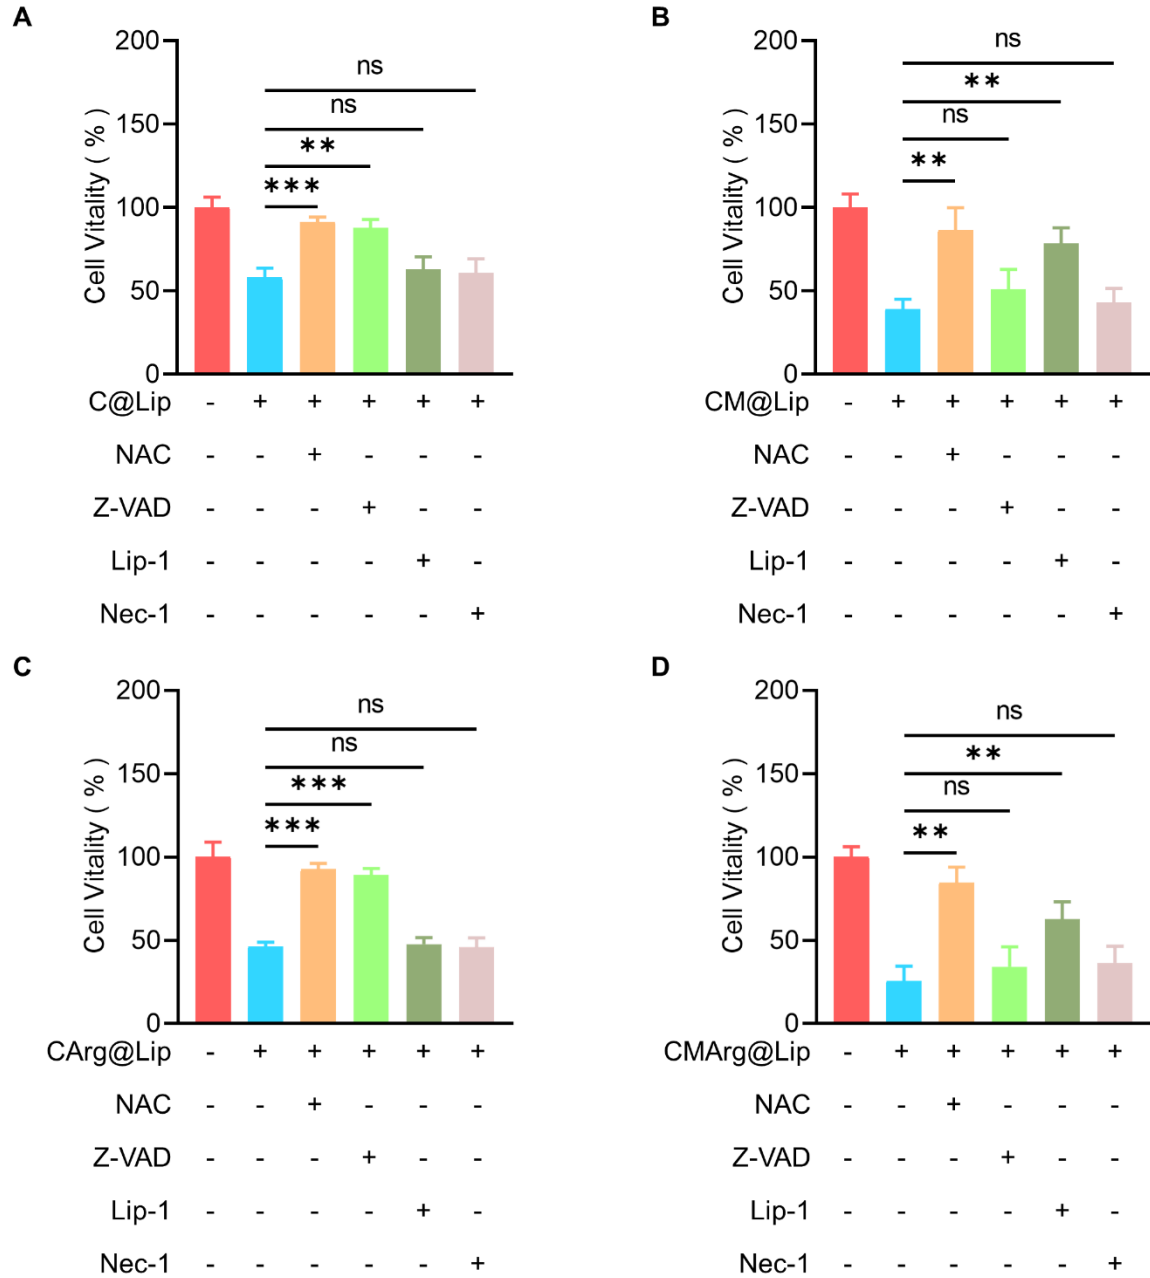 A
200
150
100
50
0
Cell Vitality ( % )
ns
ns
**
***
C@Lip - + + + + +
NAC - - + - - -
Z-VAD - - - + - -
Lip-1 - - - - + -
Nec-1 - - - - - +
B
200
150
100
50
0
Cell Vitality ( % )
ns
**
ns
**
CM@Lip - + + + + +
NAC - - + - - -
Z-VAD - - - + - -
Lip-1 - - - - + -
Nec-1 - - - - - +
C
200
150
100
50
0
Cell Vitality ( % )
ns
ns
***
***
CArg@Lip - + + + + +
NAC - - + - - -
Z-VAD - - - + - -
Lip-1 - - - - + -
Nec-1 - - - - - +
D
200
150
100
50
0
Cell Vitality ( % )
ns
**
ns
**
CMArg@Lip - + + + + +
NAC - - + - - -
Z-VAD - - - + - -
Lip-1 - - - - + -
Nec-1 - - - - - +